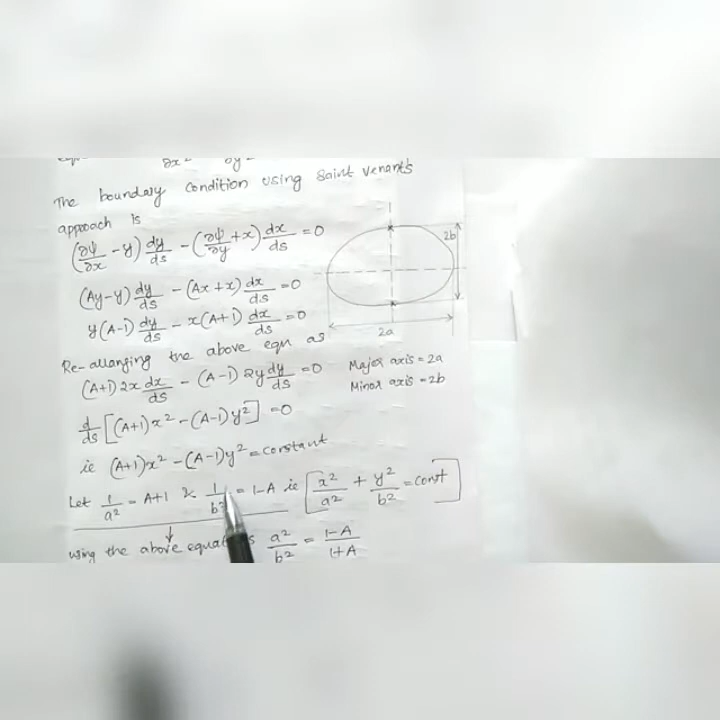 The boundary condition using Saint Venant's
approach is
(∂ψ/∂x - y) dy/ds - (∂ψ/∂y + x) dx/ds = 0
(Ay - y) dy/ds - (Ax + x) dx/ds = 0
y(A-1) dy/ds - x(A+1) dx/ds = 0
2b
2a
Re-arranging the above equn as
(A+1) 2x dx/ds - (A-1) 2y dy/ds = 0
Major axis = 2a
Minor axis = 2b
d/ds [(A+1)x² - (A-1)y²] = 0
ie (A+1)x² - (A-1)y² = constant
Let 1/a² = A+1 & 1/b² = 1-A ie [x²/a² + y²/b² = const]
using the above a²/b² = 1-A/1+A